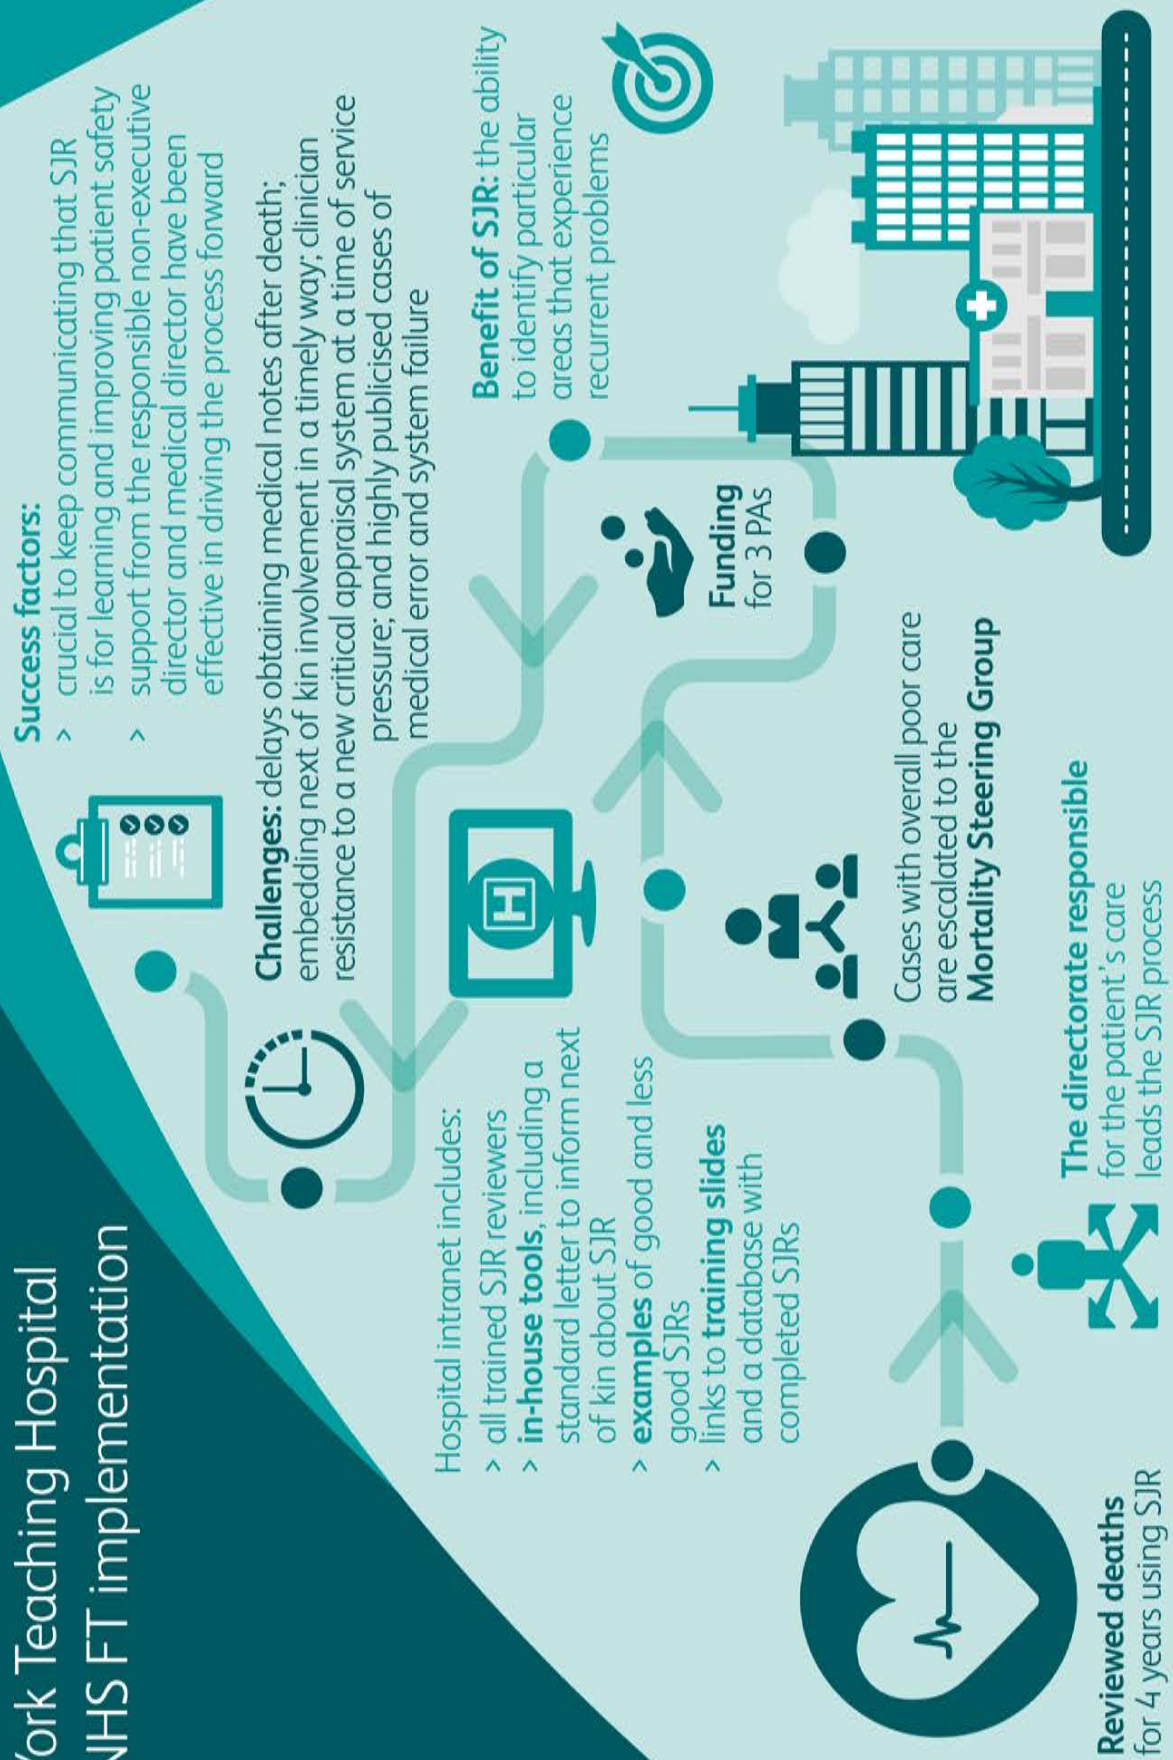 ork Teaching Hospital
NHS FT implementation
Success factors:
> crucial to keep communicating that SJR
is for learning and improving patient safety
> support from the responsible non-executive
director and medical director have been
effective in driving the process forward
Challenges: delays obtaining medical notes after death;
embedding next of kin involvement in a timely way; clinician
resistance to a new critical appraisal system at a time of service
pressure; and highly publicised cases of
medical error and system failure
Hospital intranet includes:
> all trained SJR reviewers
> in-house tools, including a
standard letter to inform next
of kin about SJR
> examples of good and less
good SJRs
> links to training slides
and a database with
completed SJRs
H
Benefit of SJR: the ability
to identify particular
areas that experience
recurrent problems
Funding
for 3 PAs
Cases with overall poor care
are escalated to the
Mortality Steering Group
The directorate responsible
for the patient's care
leads the SJR process
Reviewed deaths
for 4 years using SJR